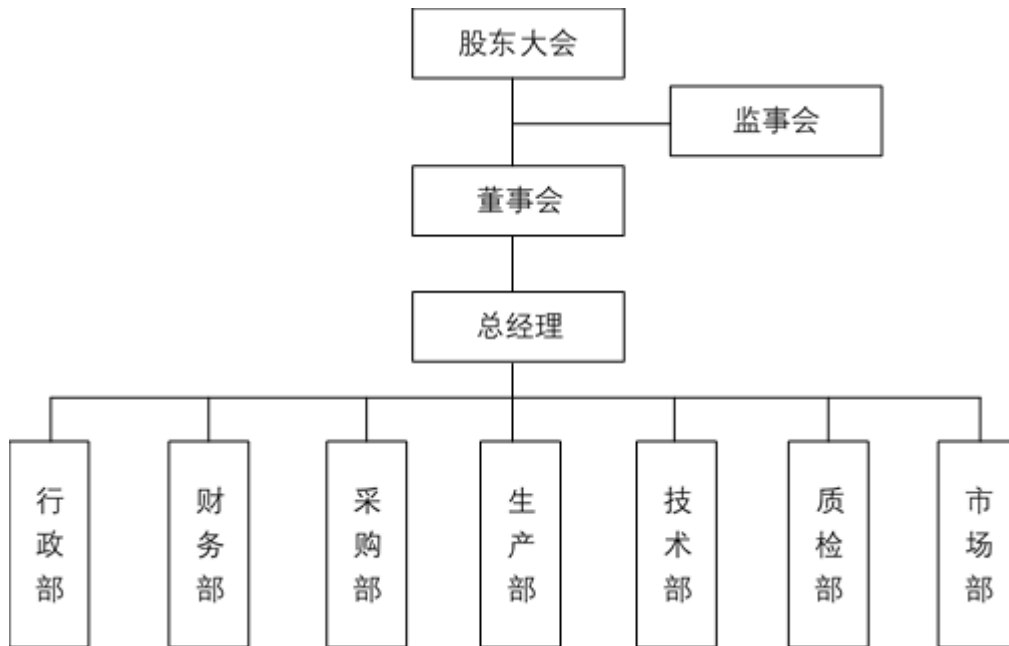 股东大会
监事会
董事会
总经理
行政部
财务部
采购部
生产部
技术部
质检部
市场部